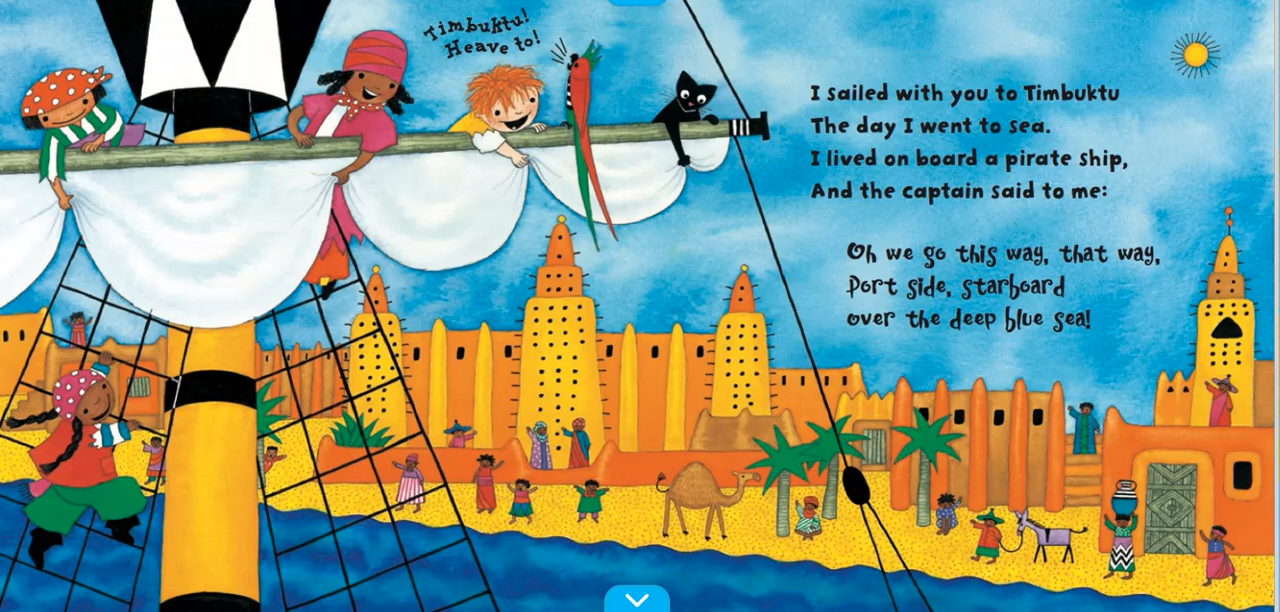 Timbuktu!
Heave to!
I sailed with you to Timbuktu
The day I went to sea.
I lived on board a pirate ship,
And the captain said to me:
Oh we go this way, that way,
Port side, starboard
over the deep blue sea!